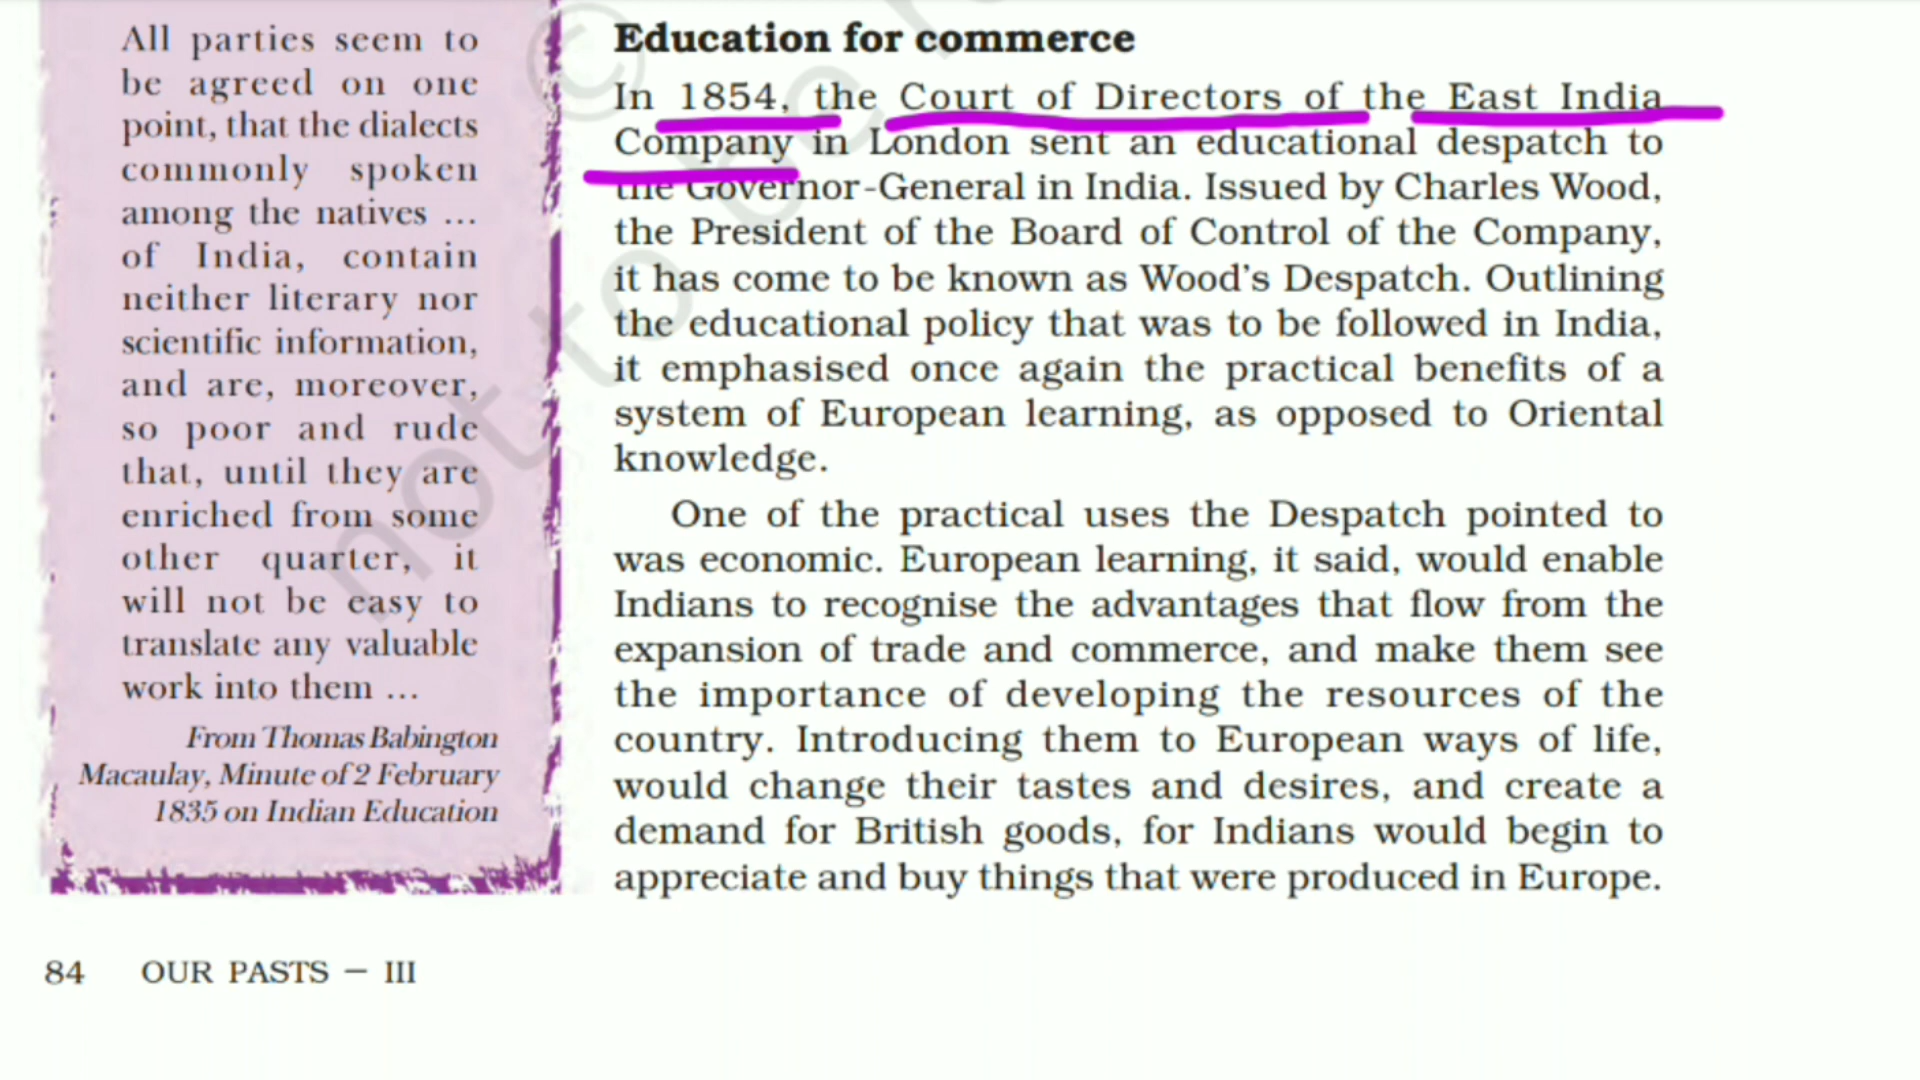 All parties seem to
be agreed on one
point, that the dialects
commonly spoken
among the natives ...
of India, contain
neither literary nor
scientific information,
and are, moreover,
so poor and rude
that, until they are
enriched from some
other quarter, it
will not be easy to
translate any valuable
work into them ...
From Thomas Babington
Macaulay, Minute of 2 February
1835 on Indian Education
Education for commerce
In 1854, the Court of Directors of the East India
Company in London sent an educational despatch to
the Governor-General in India. Issued by Charles Wood,
the President of the Board of Control of the Company,
it has come to be known as Wood's Despatch. Outlining
the educational policy that was to be followed in India,
it emphasised once again the practical benefits of a
system of European learning, as opposed to Oriental
knowledge.
One of the practical uses the Despatch pointed to
was economic. European learning, it said, would enable
Indians to recognise the advantages that flow from the
expansion of trade and commerce, and make them see
the importance of developing the resources of the
country. Introducing them to European ways of life,
would change their tastes and desires, and create a
demand for British goods, for Indians would begin to
appreciate and buy things that were produced in Europe.
84 OUR PASTS – III
©
not to be